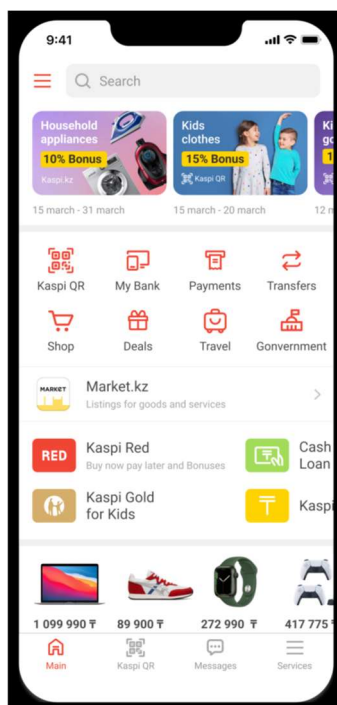 9:41
Search
Household
appliances
10% Bonus
Kaspi.kz
Kids
clothes
15% Bonus
Kaspi QR
Ki
1
15 march - 31 march
15 march - 20 march
12 m
Kaspi QR
My Bank
Payments
Transfers
Shop
Deals
Travel
Gonvernment
MARKET
Market.kz
Listings for goods and services
RED
Kaspi Red
Buy now pay later and Bonuses
Cash
Loan
Kaspi Gold
for Kids
₸
Kaspi
1 099 990 ₸
89 900 ₸
272 990 ₸
417 775 ₸
Main
Kaspi QR
Messages
Services